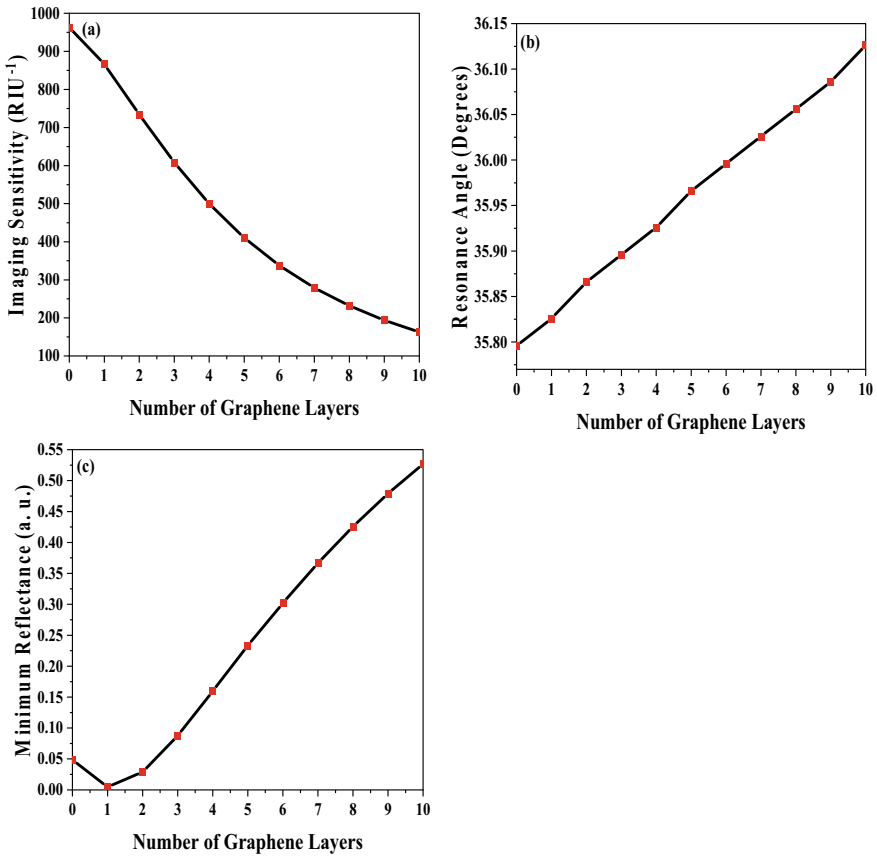 (a)
Imaging Sensitivity (RIU⁻¹)
1000
900
800
700
600
500
400
300
200
100
0 1 2 3 4 5 6 7 8 9 10
Number of Graphene Layers
(b)
Resonance Angle (Degrees)
36.15
36.10
36.05
36.00
35.95
35.90
35.85
35.80
0 1 2 3 4 5 6 7 8 9 10
Number of Graphene Layers
(c)
Minimum Reflectance (a. u.)
0.55
0.50
0.45
0.40
0.35
0.30
0.25
0.20
0.15
0.10
0.05
0.00
0 1 2 3 4 5 6 7 8 9 10
Number of Graphene Layers